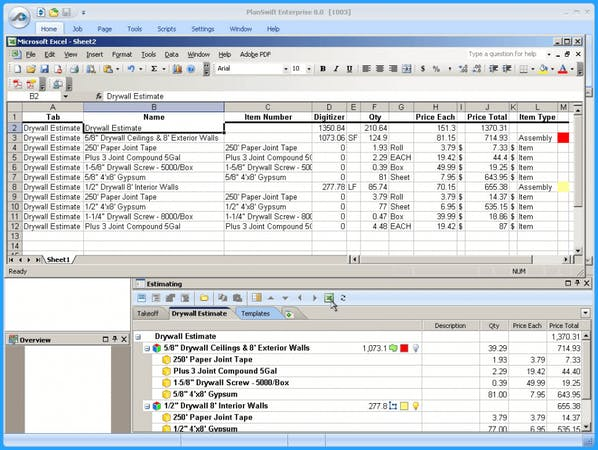 PlanSwift Enterprise 8.0 [1003]
Home Job Page Tools Window Help
Microsoft Excel - Sheet2
File Edit View Insert Format Tools Data Window Help Adobe PDF Type a question for help
Arial 10 B I U
B2 fx Drywall Estimate
A B C D E F G H I J K L M
1 Tab Name Item Number Digitizer Qty Price Each Price Total Item Type
2 Drywall Estimate Drywall Estimate 1350.84 210.64 151.3 1370.31
3 Drywall Estimate 5/8" Drywall Ceilings & 8' Exterior Walls 1073.06 SF 124.9 81.15 $ 714.93 Assembly
4 Drywall Estimate 250' Paper Joint Tape 250' Paper Joint Tape 0 1.93 Roll 3.79 $ 7.33 $ Item
5 Drywall Estimate Plus 3 Joint Compound 5Gal Plus 3 Joint Compound 5G 0 2.29 EACH 19.42 $ 44.4 $ Item
6 Drywall Estimate 1-5/8" Drywall Screw - 5000/Box 1-5/8" Drywall Screw - 500 0 0.39 Box 49.99 $ 19.25 $ Item
7 Drywall Estimate 5/8" 4'x8' Gypsum 5/8" 4'x8' Gypsum 0 81 Sheet 7.95 $ 643.95 $ Item
8 Drywall Estimate 1/2" Drywall 8' Interior Walls 277.78 LF 85.74 70.15 $ 655.38 Assembly
9 Drywall Estimate 250' Paper Joint Tape 250' Paper Joint Tape 0 3.79 Roll 3.79 $ 14.37 $ Item
10 Drywall Estimate 1/2" 4'x8' Gypsum 1/2" 4'x8' Gypsum 0 77 Sheet 6.95 $ 535.15 $ Item
11 Drywall Estimate 1-1/4" Drywall Screw - 8000/Box 1-1/4" Drywall Screw - 800 0 0.47 Box 39.99 $ 18.86 $ Item
12 Drywall Estimate Plus 3 Joint Compound 5Gal Plus 3 Joint Compound 5G 0 4.48 EACH 19.42 $ 87 $ Item
13
14
Sheet1
Ready NUM
Estimating
Takeoff Drywall Estimate Templates
Description Qty Price Each Price Total
Overview
Drywall Estimate 1,370.31
5/8" Drywall Ceilings & 8' Exterior Walls 1,073.1 39.29 714.93
250' Paper Joint Tape 1.93 3.79 7.33
Plus 3 Joint Compound 5Gal 2.29 19.42 44.40
1-5/8" Drywall Screw - 5000/Box 0.39 49.99 19.25
5/8" 4'x8' Gypsum 81.00 7.95 643.95
1/2" Drywall 8' Interior Walls 277.8 655.38
250' Paper Joint Tape 3.79 3.79 14.37
1/2" 4'x8' Gypsum 77.00 6.95 535.15